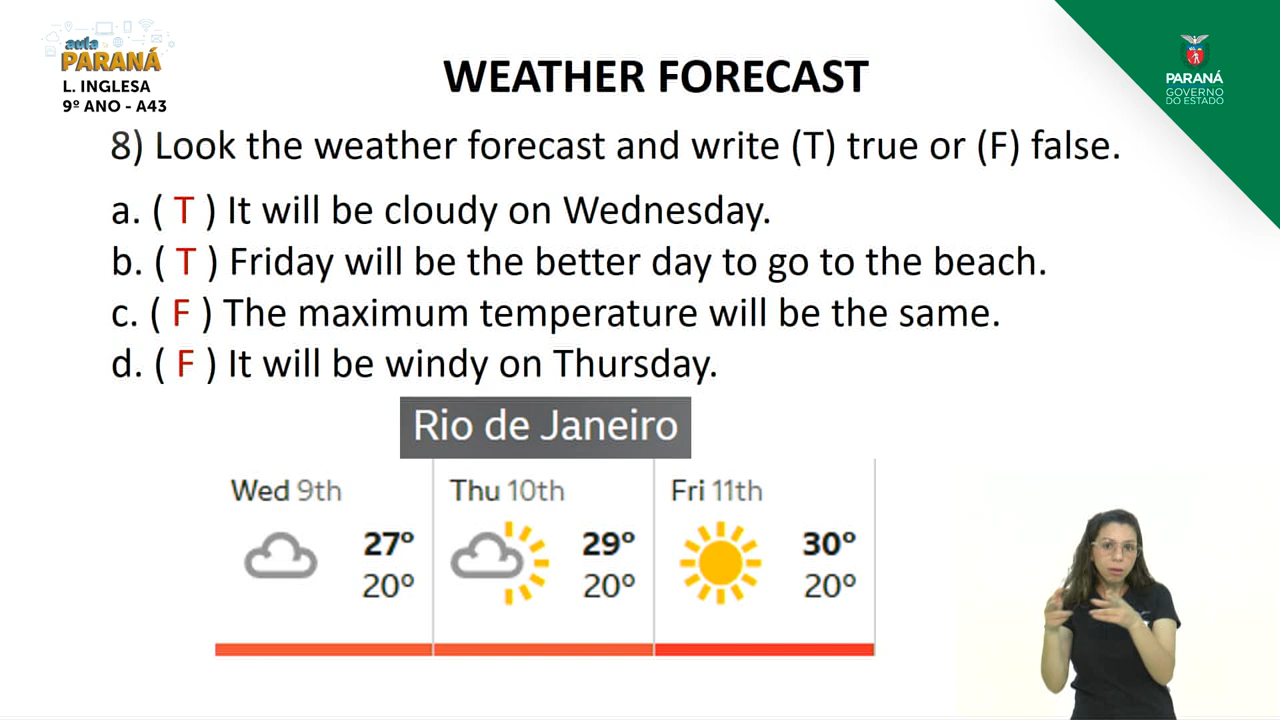 aula
PARANÁ
L. INGLESA
9º ANO - A43
WEATHER FORECAST
PARANÁ
GOVERNO
DO ESTADO
8) Look the weather forecast and write (T) true or (F) false.
a. ( T ) It will be cloudy on Wednesday.
b. ( T ) Friday will be the better day to go to the beach.
c. ( F ) The maximum temperature will be the same.
d. ( F ) It will be windy on Thursday.
Rio de Janeiro
Wed 9th
27º
20º
Thu 10th
29º
20º
Fri 11th
30º
20º